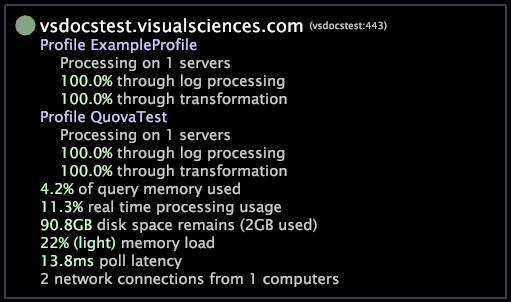 vsdocstest.visualsciences.com (vsdocstest:443)
Profile ExampleProfile
Processing on 1 servers
100.0% through log processing
100.0% through transformation
Profile QuovaTest
Processing on 1 servers
100.0% through log processing
100.0% through transformation
4.2% of query memory used
11.3% real time processing usage
90.8GB disk space remains (2GB used)
22% (light) memory load
13.8ms poll latency
2 network connections from 1 computers